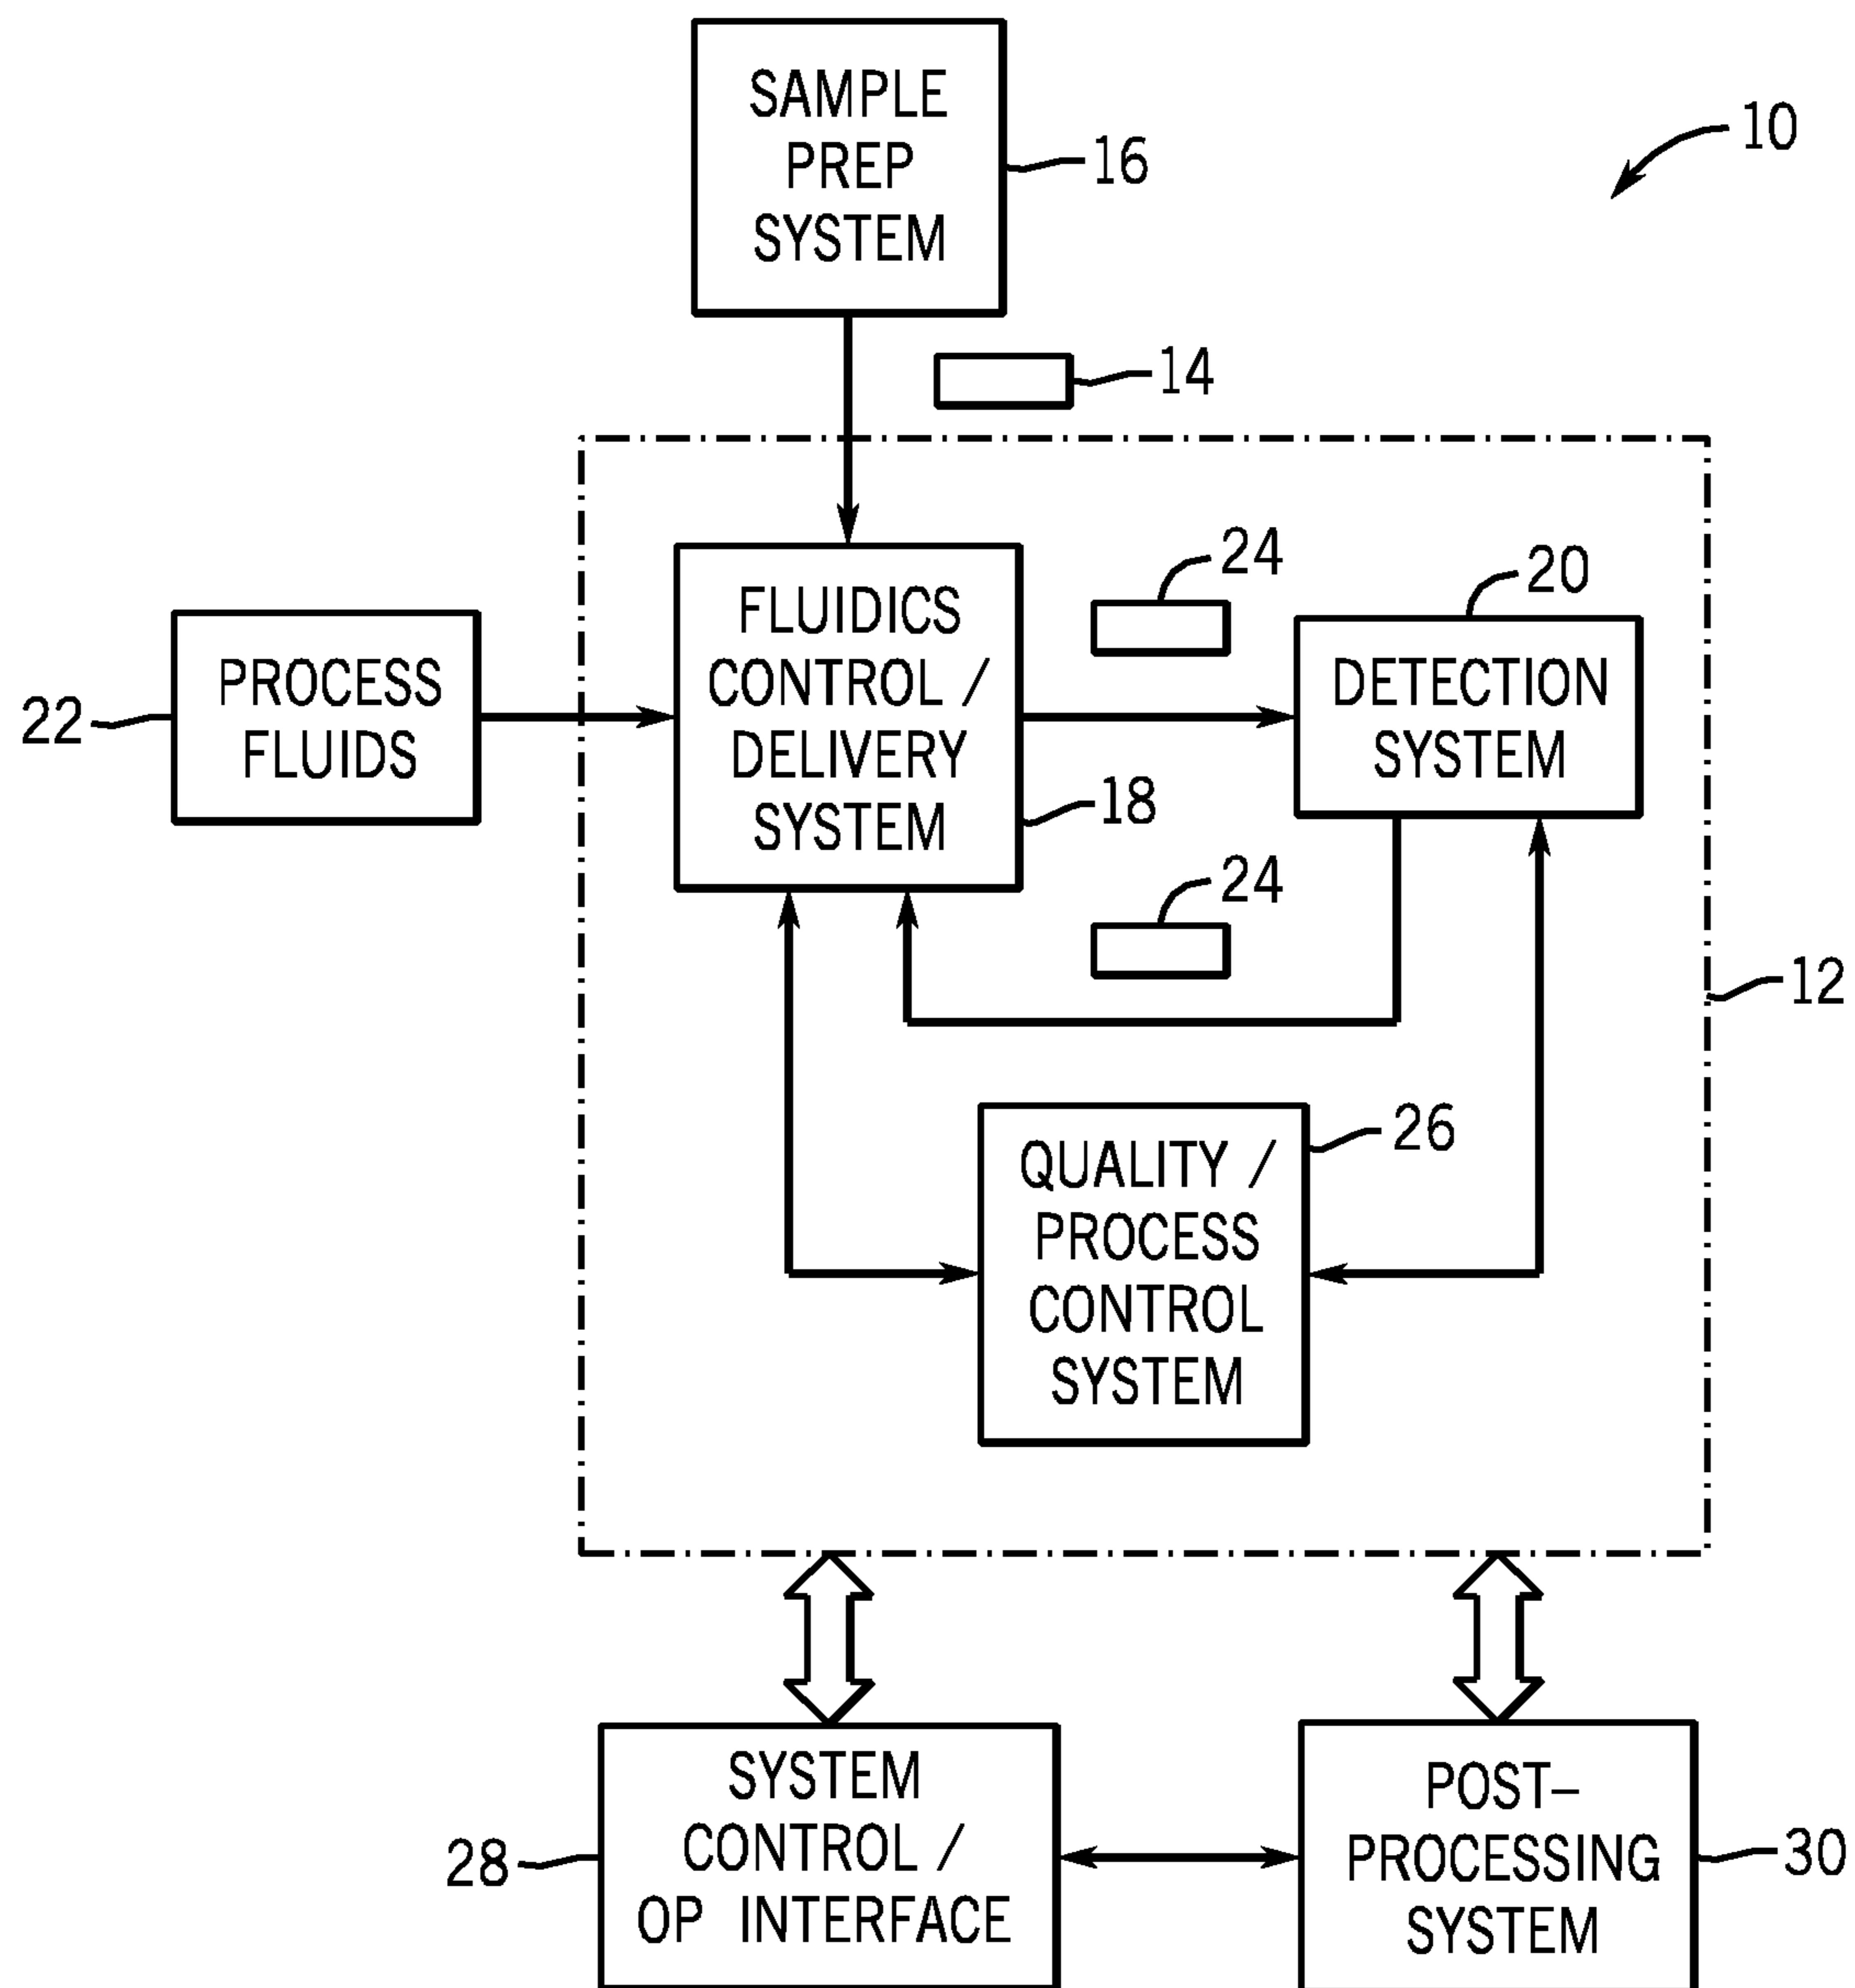 SAMPLE
PREP
SYSTEM
16
10
14
FLUIDICS
CONTROL /
DELIVERY
SYSTEM
18
24
20
DETECTION
SYSTEM
PROCESS
FLUIDS
22
24
12
QUALITY /
PROCESS
CONTROL
SYSTEM
26
SYSTEM
CONTROL /
OP INTERFACE
28
POST–
PROCESSING
SYSTEM
30